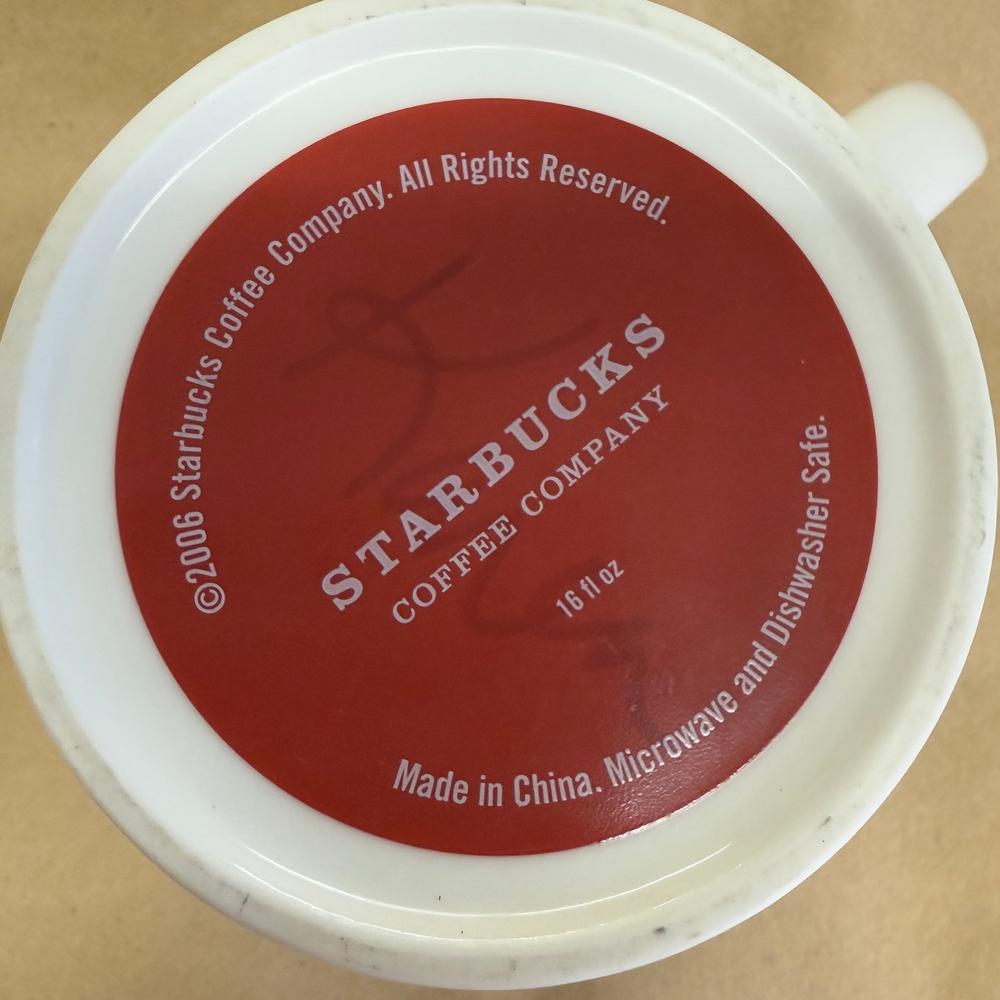 ©2006 Starbucks Coffee Company. All Rights Reserved.
STARBUCKS
COFFEE COMPANY
16 fl oz
Made in China. Microwave and Dishwasher Safe.